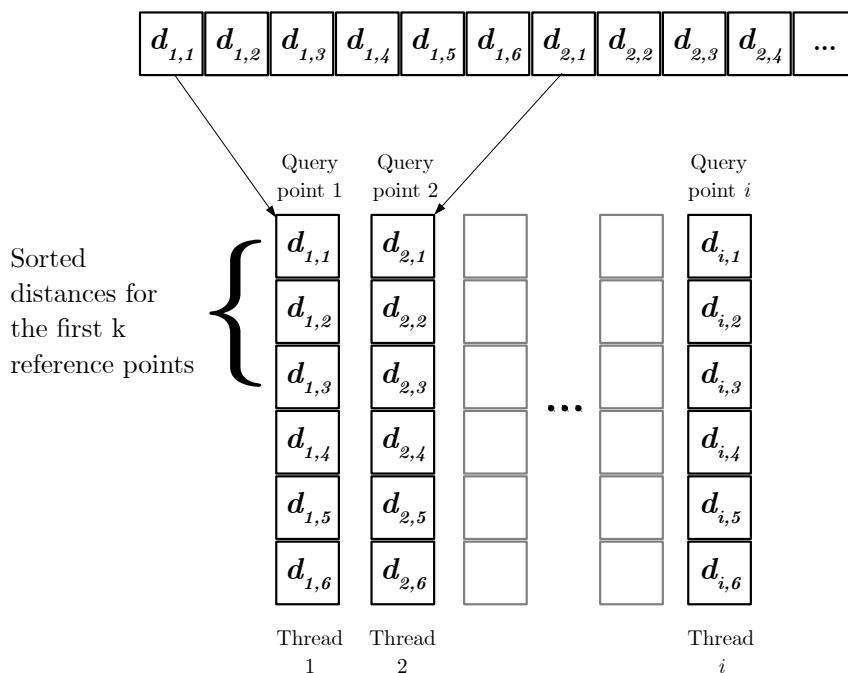 d1,1 d1,2 d1,3 d1,4 d1,5 d1,6 d2,1 d2,2 d2,3 d2,4 ...
Query point 1
Query point 2
Query point i
Sorted
distances for
the first k
reference points
d1,1 d2,1 di,1
d1,2 d2,2 di,2
d1,3 d2,3 di,3
...
d1,4 d2,4 di,4
d1,5 d2,5 di,5
d1,6 d2,6 di,6
Thread 1
Thread 2
Thread i